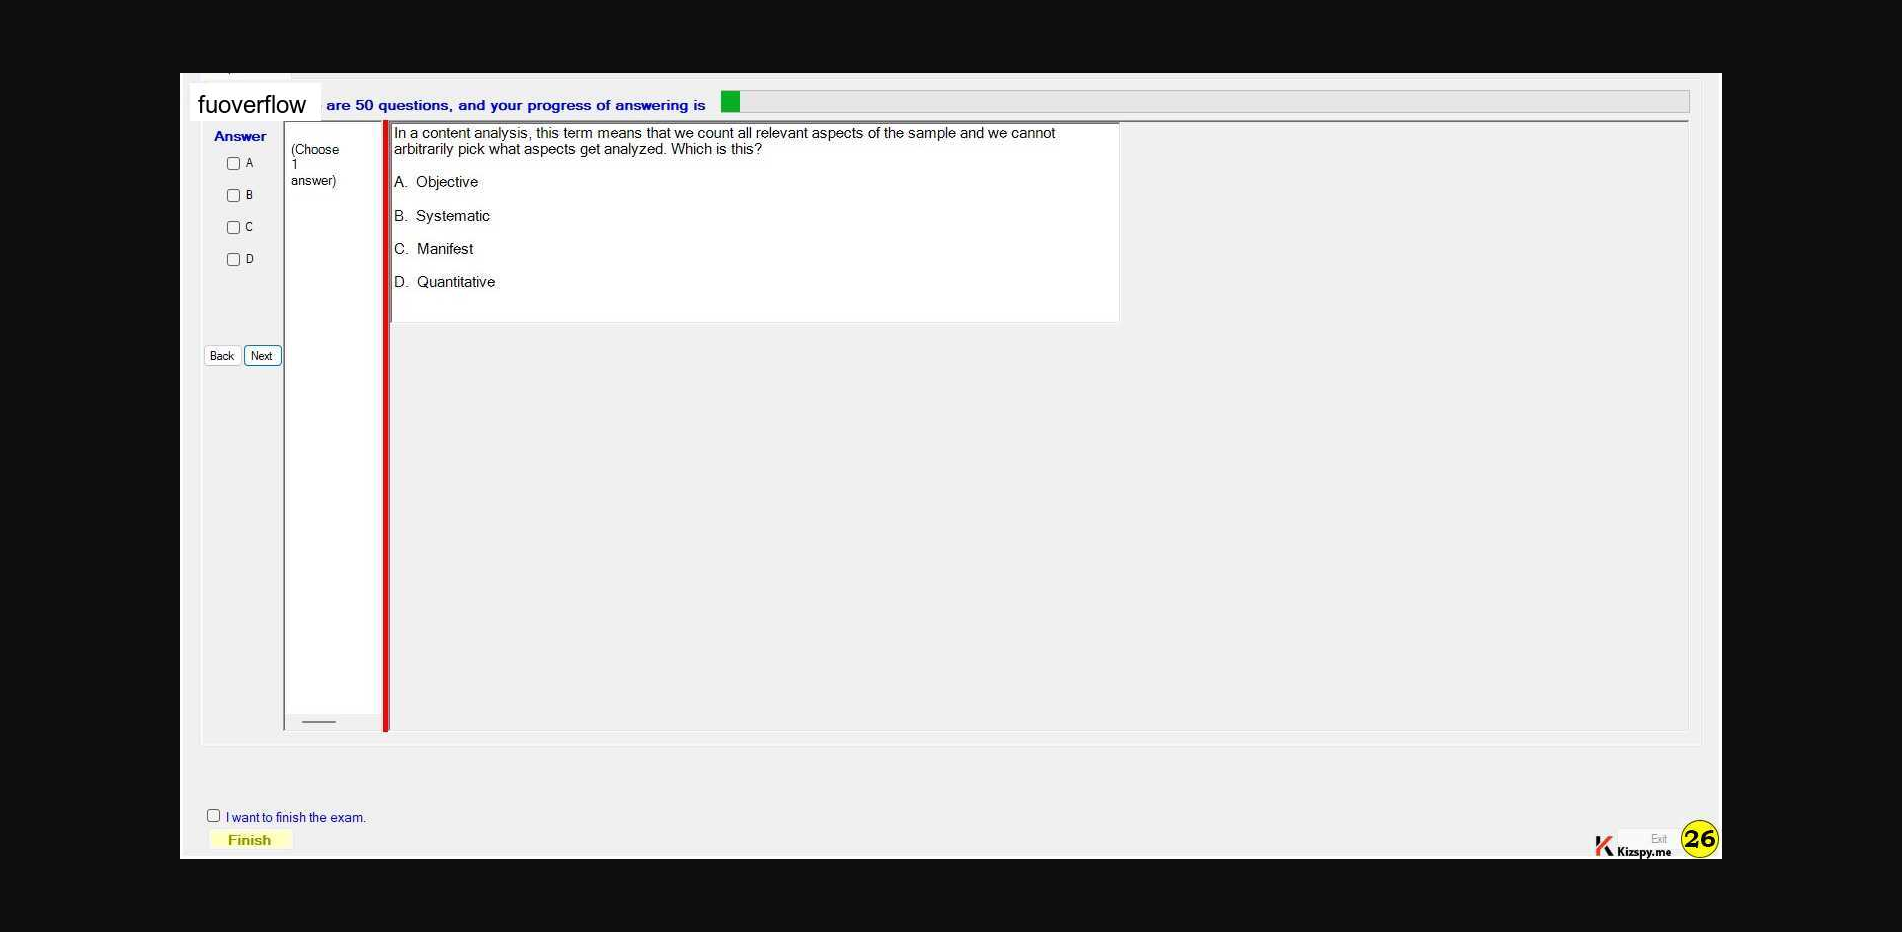 fuoverflow are 50 questions, and your progress of answering is
Answer
A
B
C
D
(Choose
1
answer)
In a content analysis, this term means that we count all relevant aspects of the sample and we cannot
arbitrarily pick what aspects get analyzed. Which is this?
A. Objective
B. Systematic
C. Manifest
D. Quantitative
Back Next
I want to finish the exam.
Finish
Exit
Kizspy.me
26